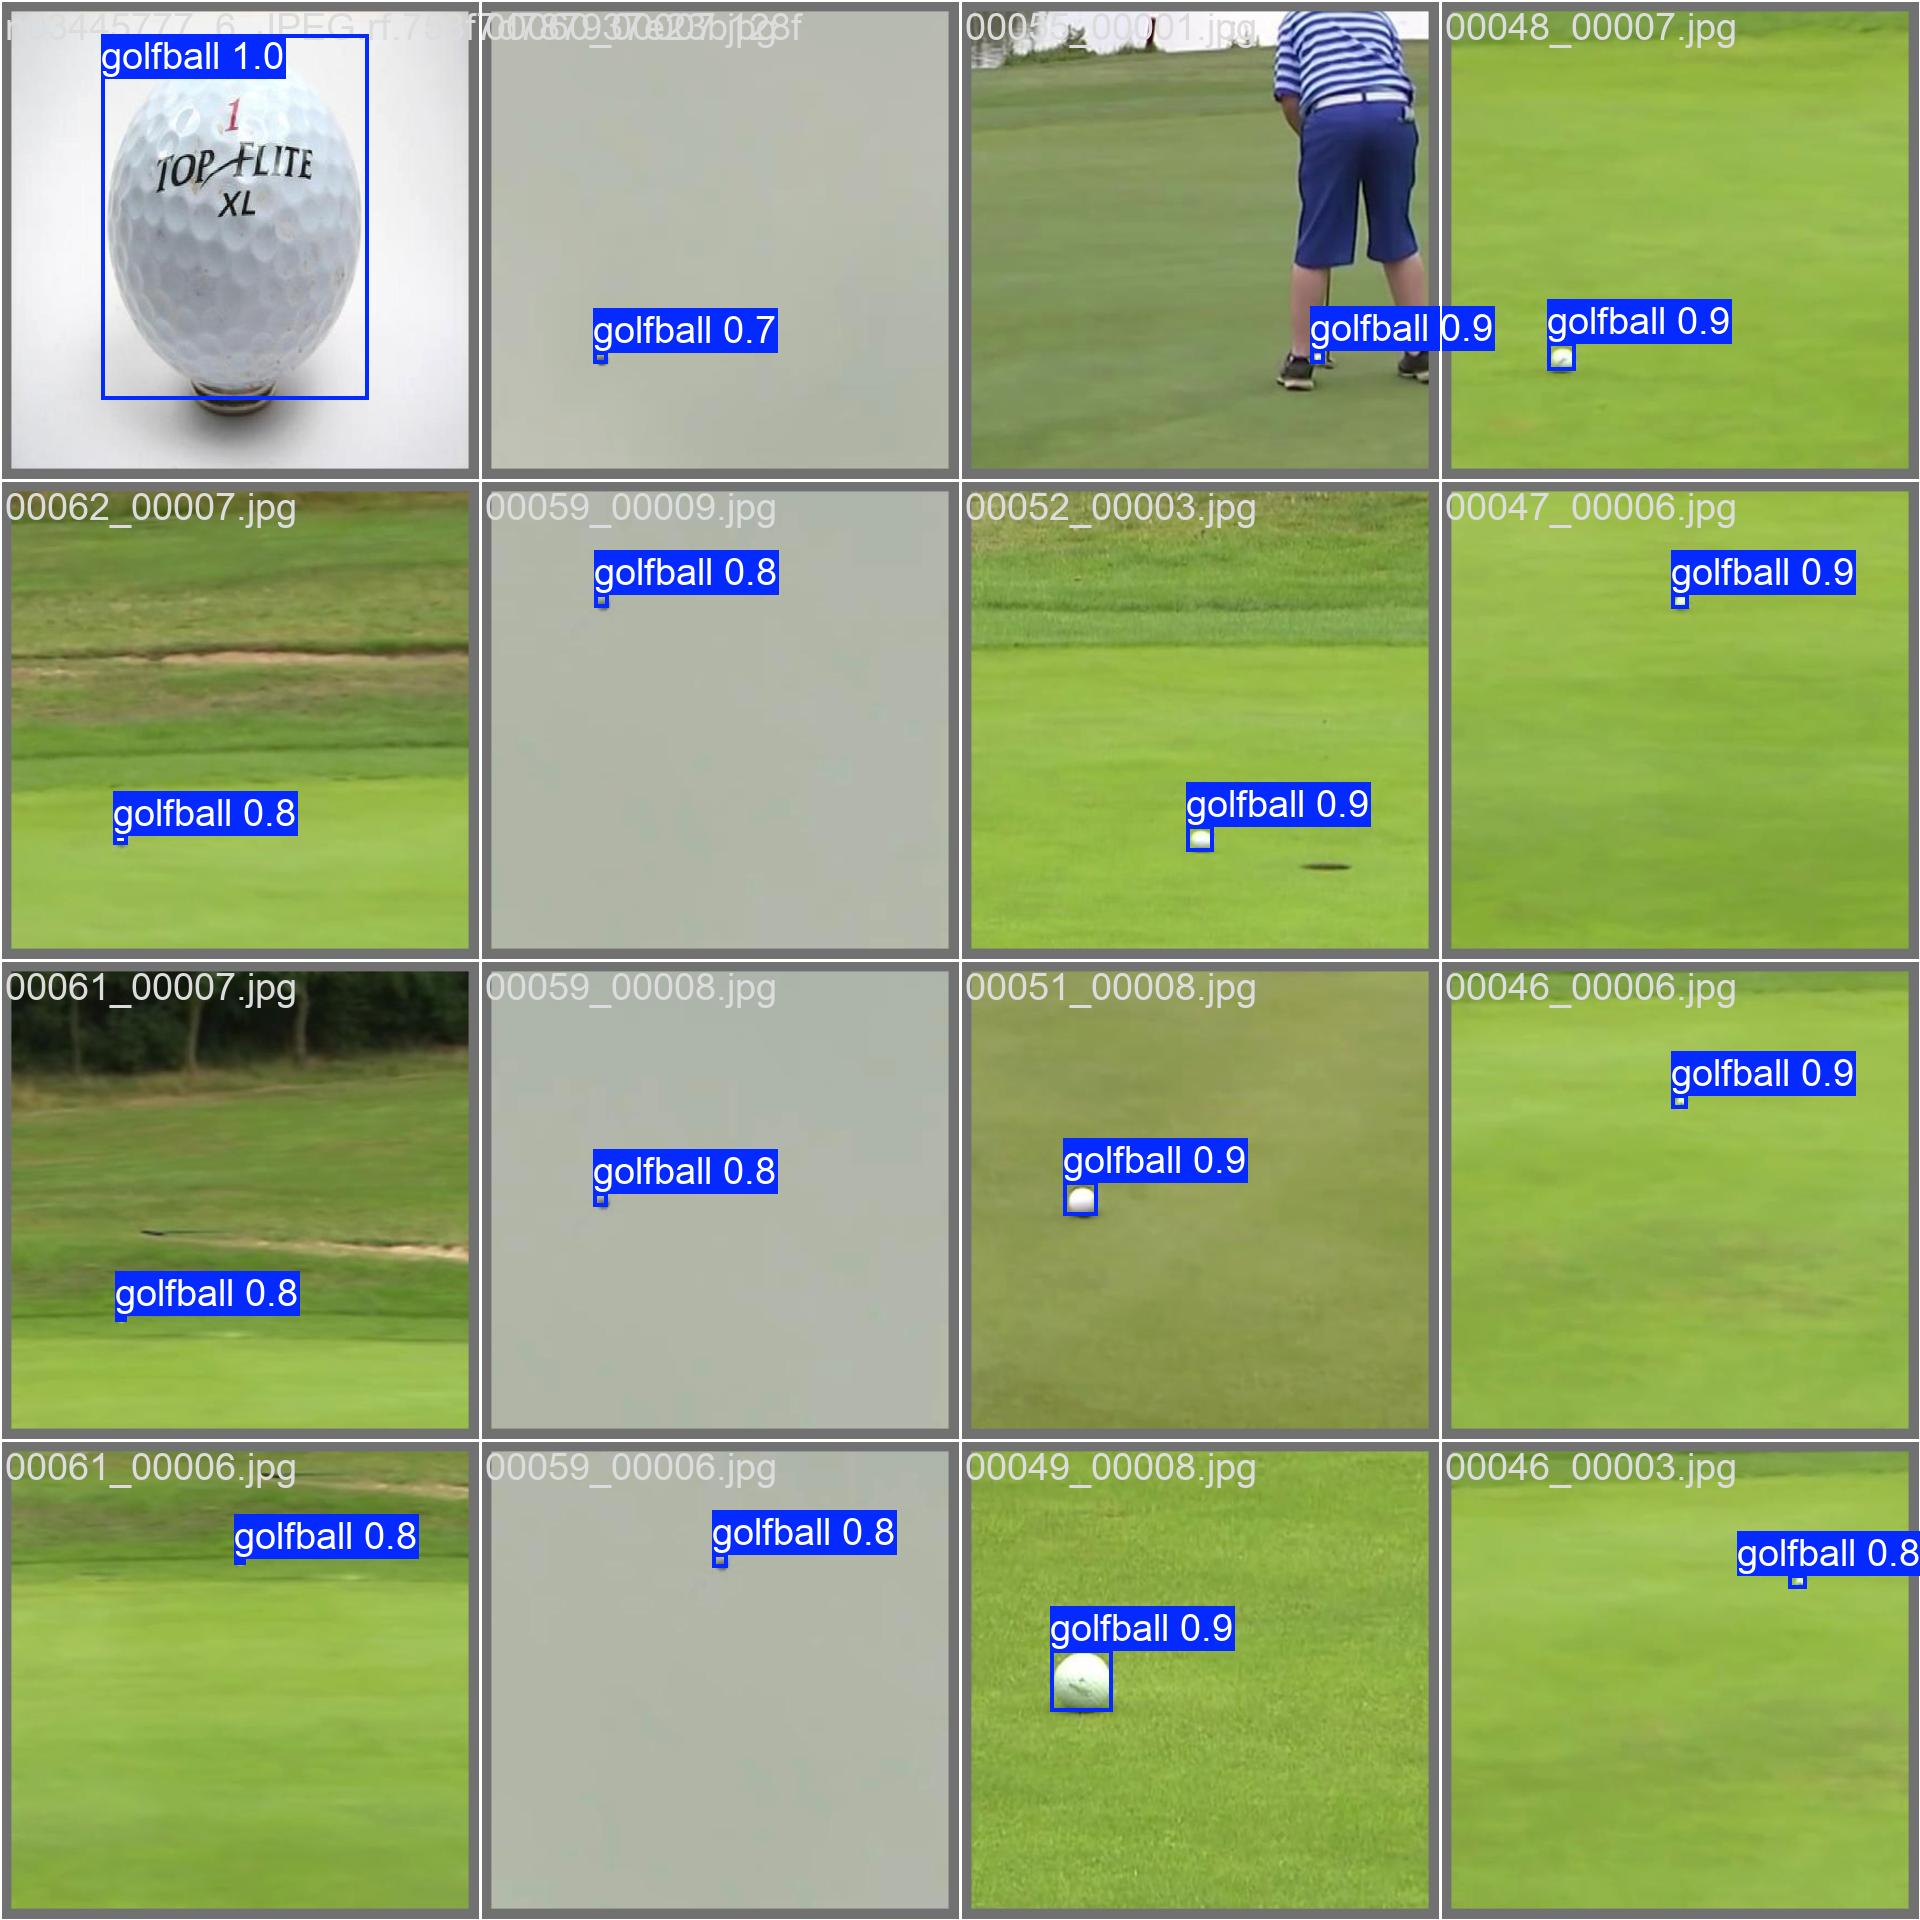 golfball 1.0
1
TOP FLITE
XL
golfball 0.7
00055_00001.jpg
golfball 0.9
00048_00007.jpg
golfball 0.9
00062_00007.jpg
golfball 0.8
00059_00009.jpg
golfball 0.8
00052_00003.jpg
golfball 0.9
00047_00006.jpg
golfball 0.9
00061_00007.jpg
golfball 0.8
00059_00008.jpg
golfball 0.8
00051_00008.jpg
golfball 0.9
00046_00006.jpg
golfball 0.9
00061_00006.jpg
golfball 0.8
00059_00006.jpg
golfball 0.8
00049_00008.jpg
golfball 0.9
00046_00003.jpg
golfball 0.8